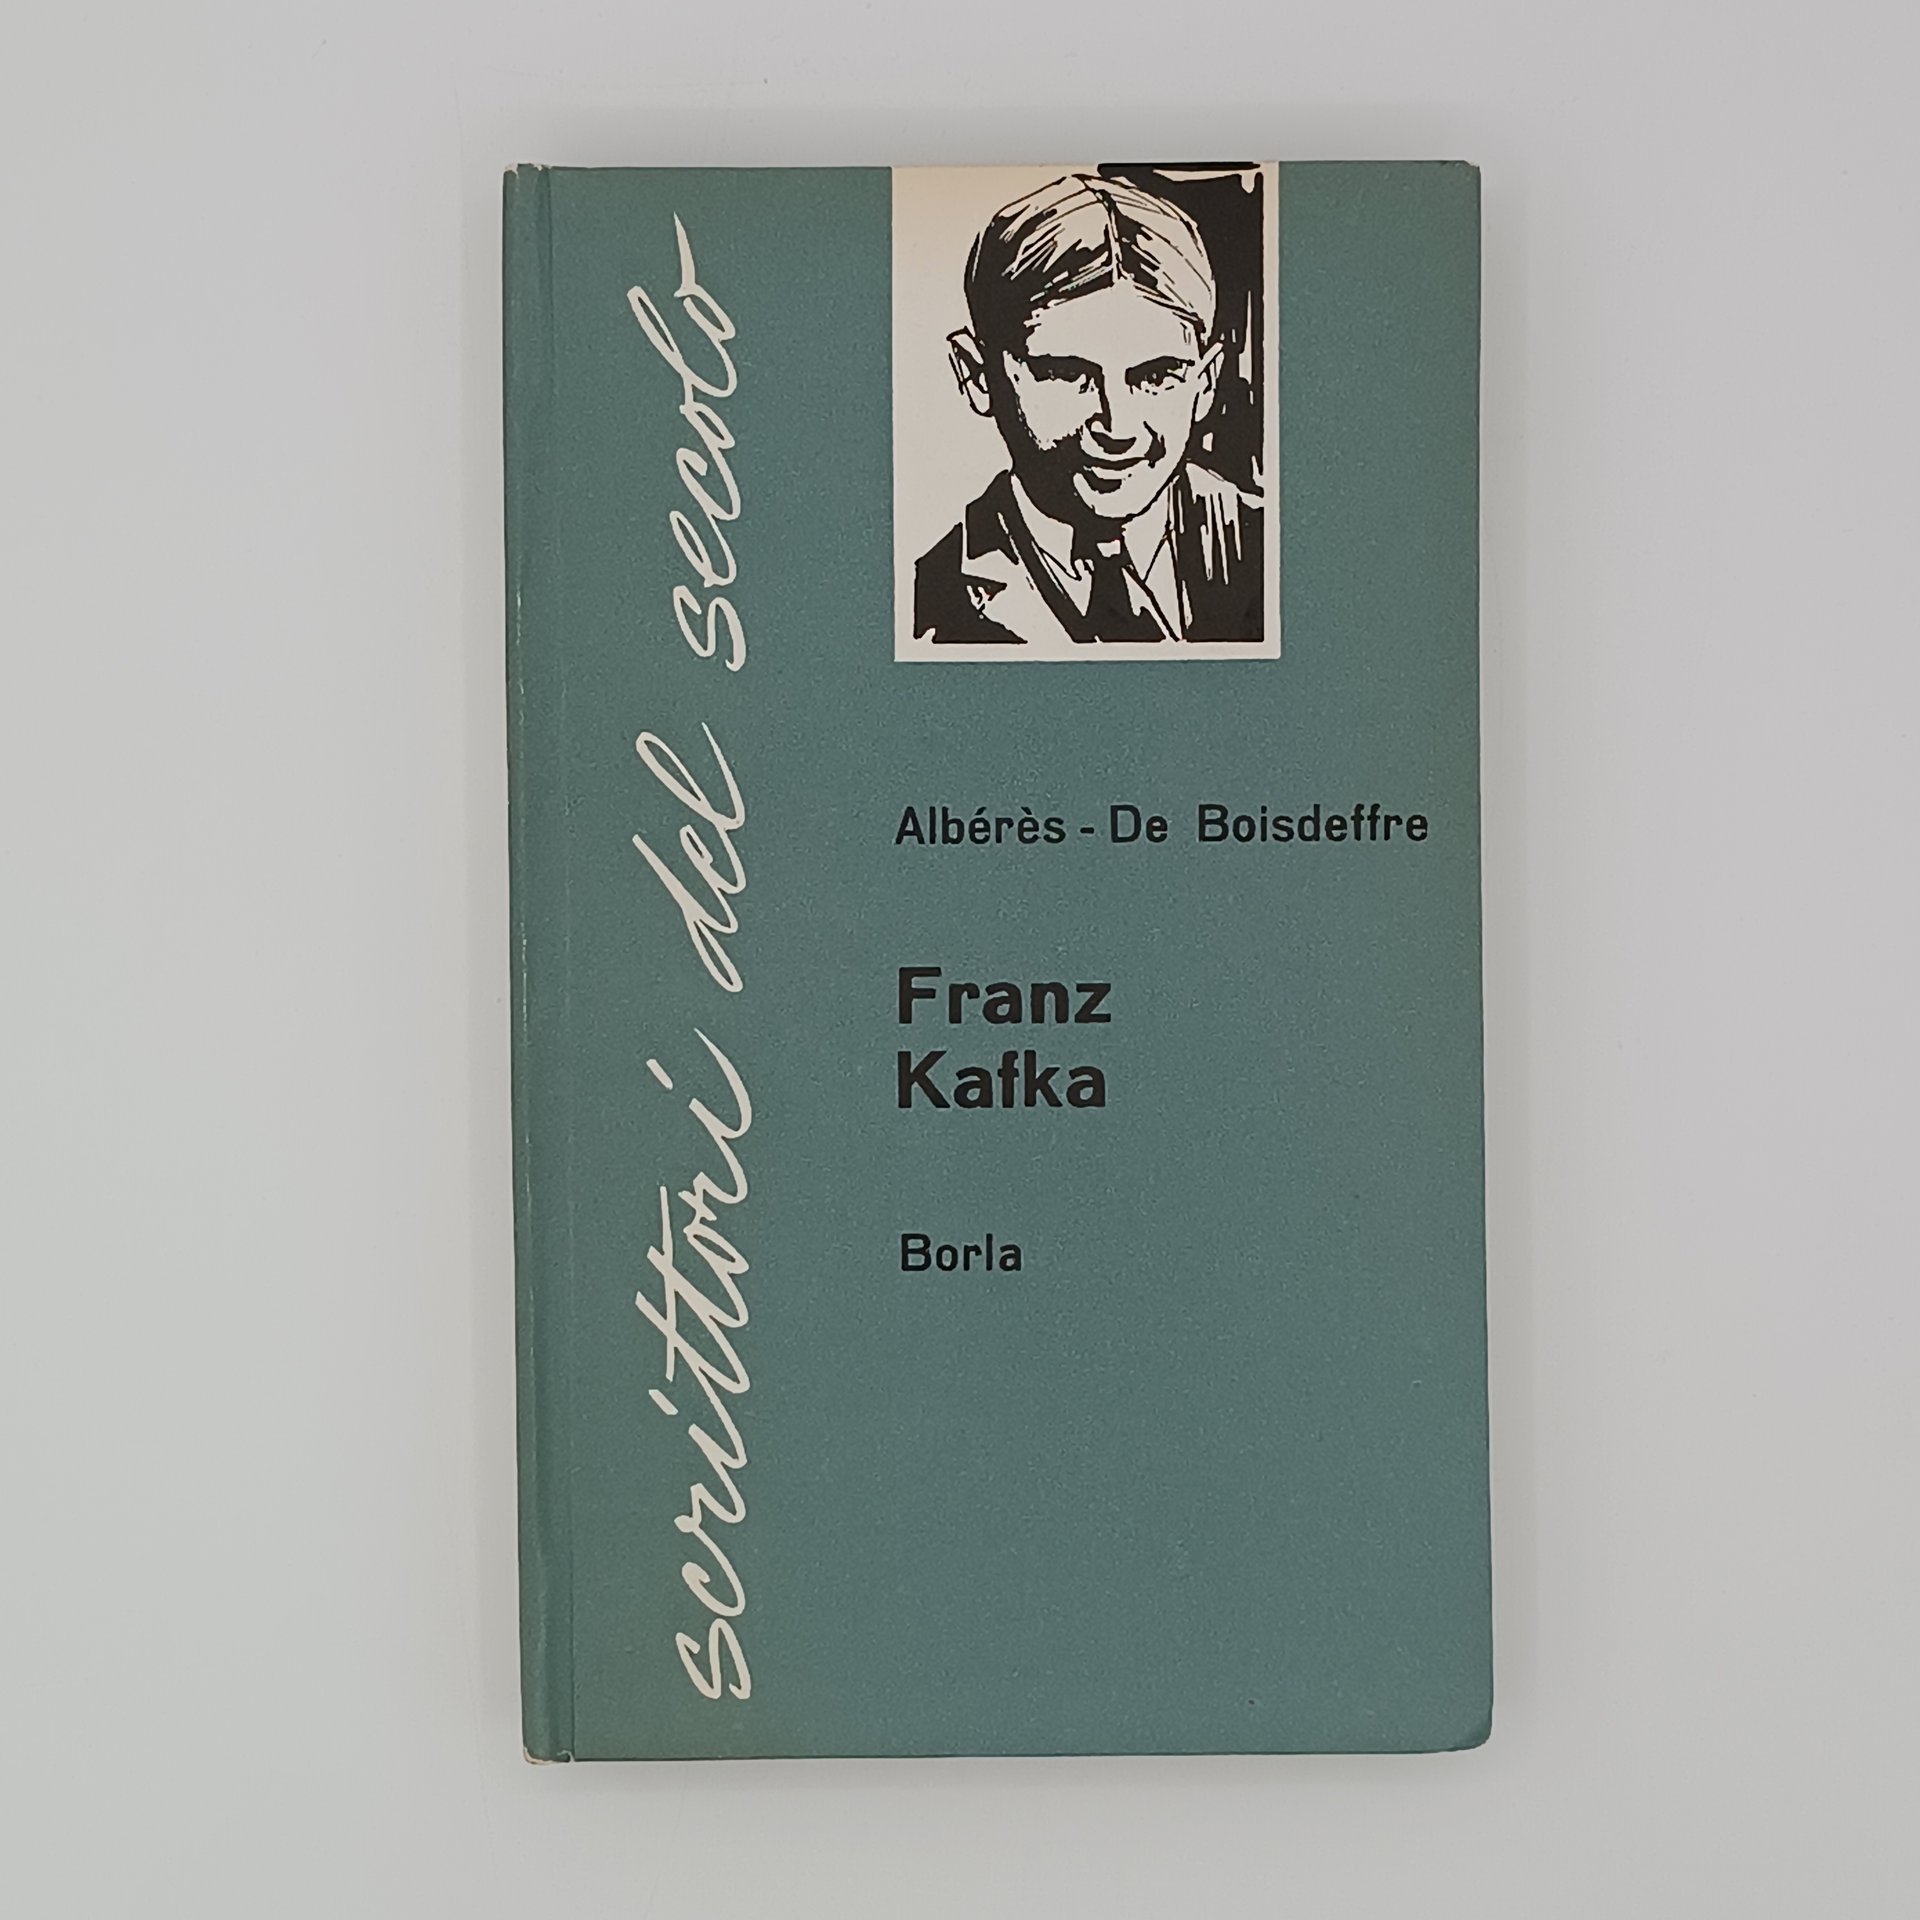 scrittori del secolo
Albérès - De Boisdeffre
Franz
Kafka
Borla